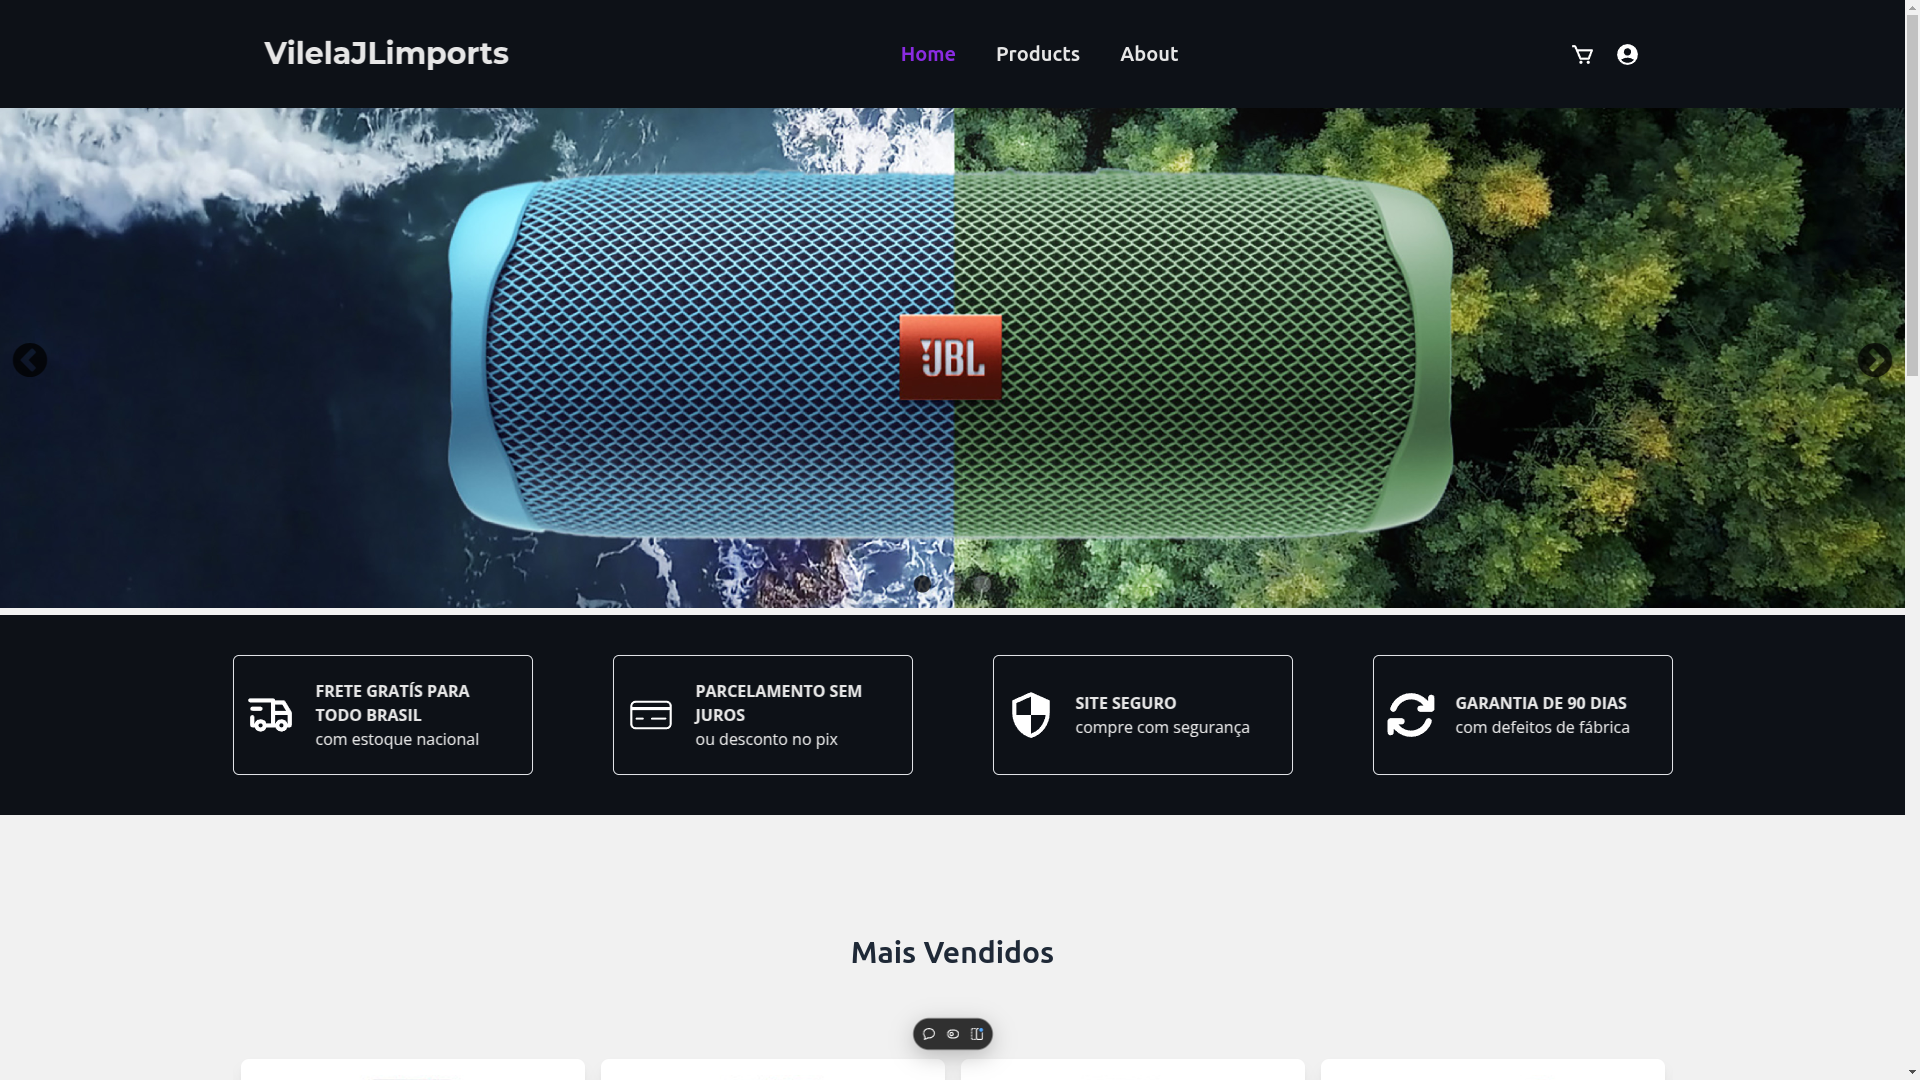 VilelaJLimports
Home Products About
JBL
FRETE GRATÍS PARA
TODO BRASIL
com estoque nacional
PARCELAMENTO SEM
JUROS
ou desconto no pix
SITE SEGURO
compre com segurança
GARANTIA DE 90 DIAS
com defeitos de fábrica
Mais Vendidos